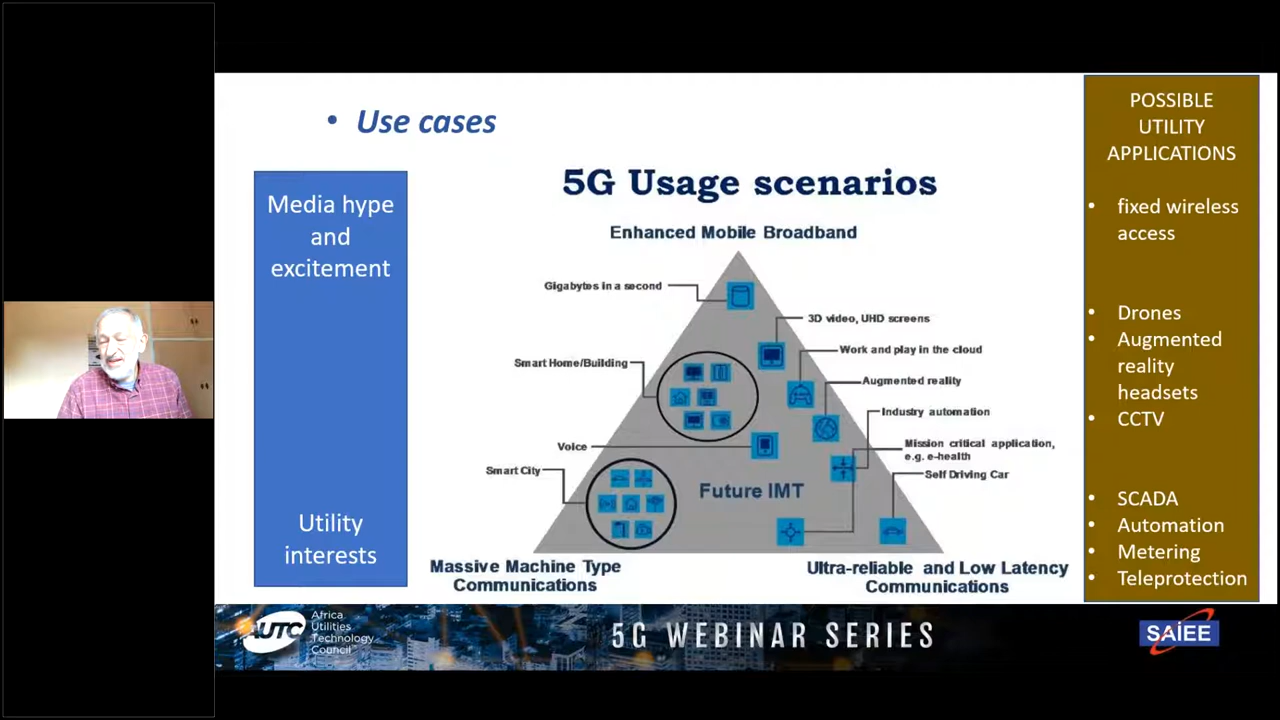 • Use cases
Media hype
and
excitement
Utility
interests
5G Usage scenarios
Enhanced Mobile Broadband
Gigabytes in a second
3D video, UHD screens
Smart Home/Building
Work and play in the cloud
Augmented reality
Industry automation
Voice
Mission critical application,
e.g. e-health
Smart City
Self Driving Car
Future IMT
Massive Machine Type
Communications
Ultra-reliable and Low Latency
Communications
POSSIBLE
UTILITY
APPLICATIONS
• fixed wireless
access
• Drones
• Augmented
reality
headsets
• CCTV
• SCADA
• Automation
• Metering
• Teleprotection
AUTC
Africa
Utilities
Technology
Council
5G WEBINAR SERIES
SAIEE